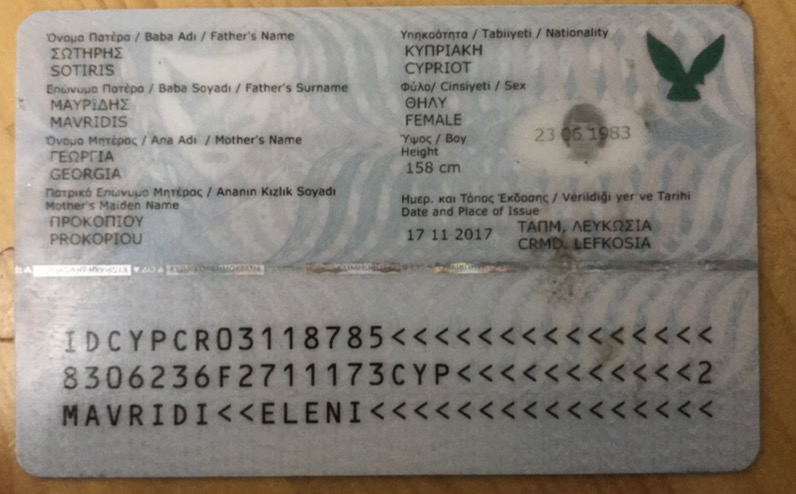 Όνομα Πατέρα / Baba Adı / Father's Name
ΣΩΤΗΡΗΣ
SOTIRIS
Επώνυμο Πατέρα / Baba Soyadı / Father's Surname
ΜΑΥΡΙΔΗΣ
MAVRIDIS
Όνομα Μητέρας / Ana Adı / Mother's Name
ΓΕΩΡΓΙΑ
GEORGIA
Πατρικό Επώνυμο Μητέρας / Ananın Kızlık Soyadı
Mother's Maiden Name
ΠΡΟΚΟΠΙΟΥ
PROKOPIOU
Υπηκοότητα / Tabiiyeti / Nationality
ΚΥΠΡΙΑΚΗ
CYPRIOT
Φύλο/ Cinsiyeti / Sex
ΘΗΛΥ
FEMALE
Ύψος / Boy
Height
158 cm
23 06 1983
Ημερ. και Τόπος Έκδοσης / Verildiği yer ve Tarihi
Date and Place of Issue
17 11 2017 ΤΑΠΜ, ΛΕΥΚΩΣΙΑ
CRMD, LEFKOSIA
IDCYPCR03118785<<<<<<<<<<<<<<<
8306236F2711173CYP<<<<<<<<<<<2
MAVRIDI<<ELENI<<<<<<<<<<<<<<<<